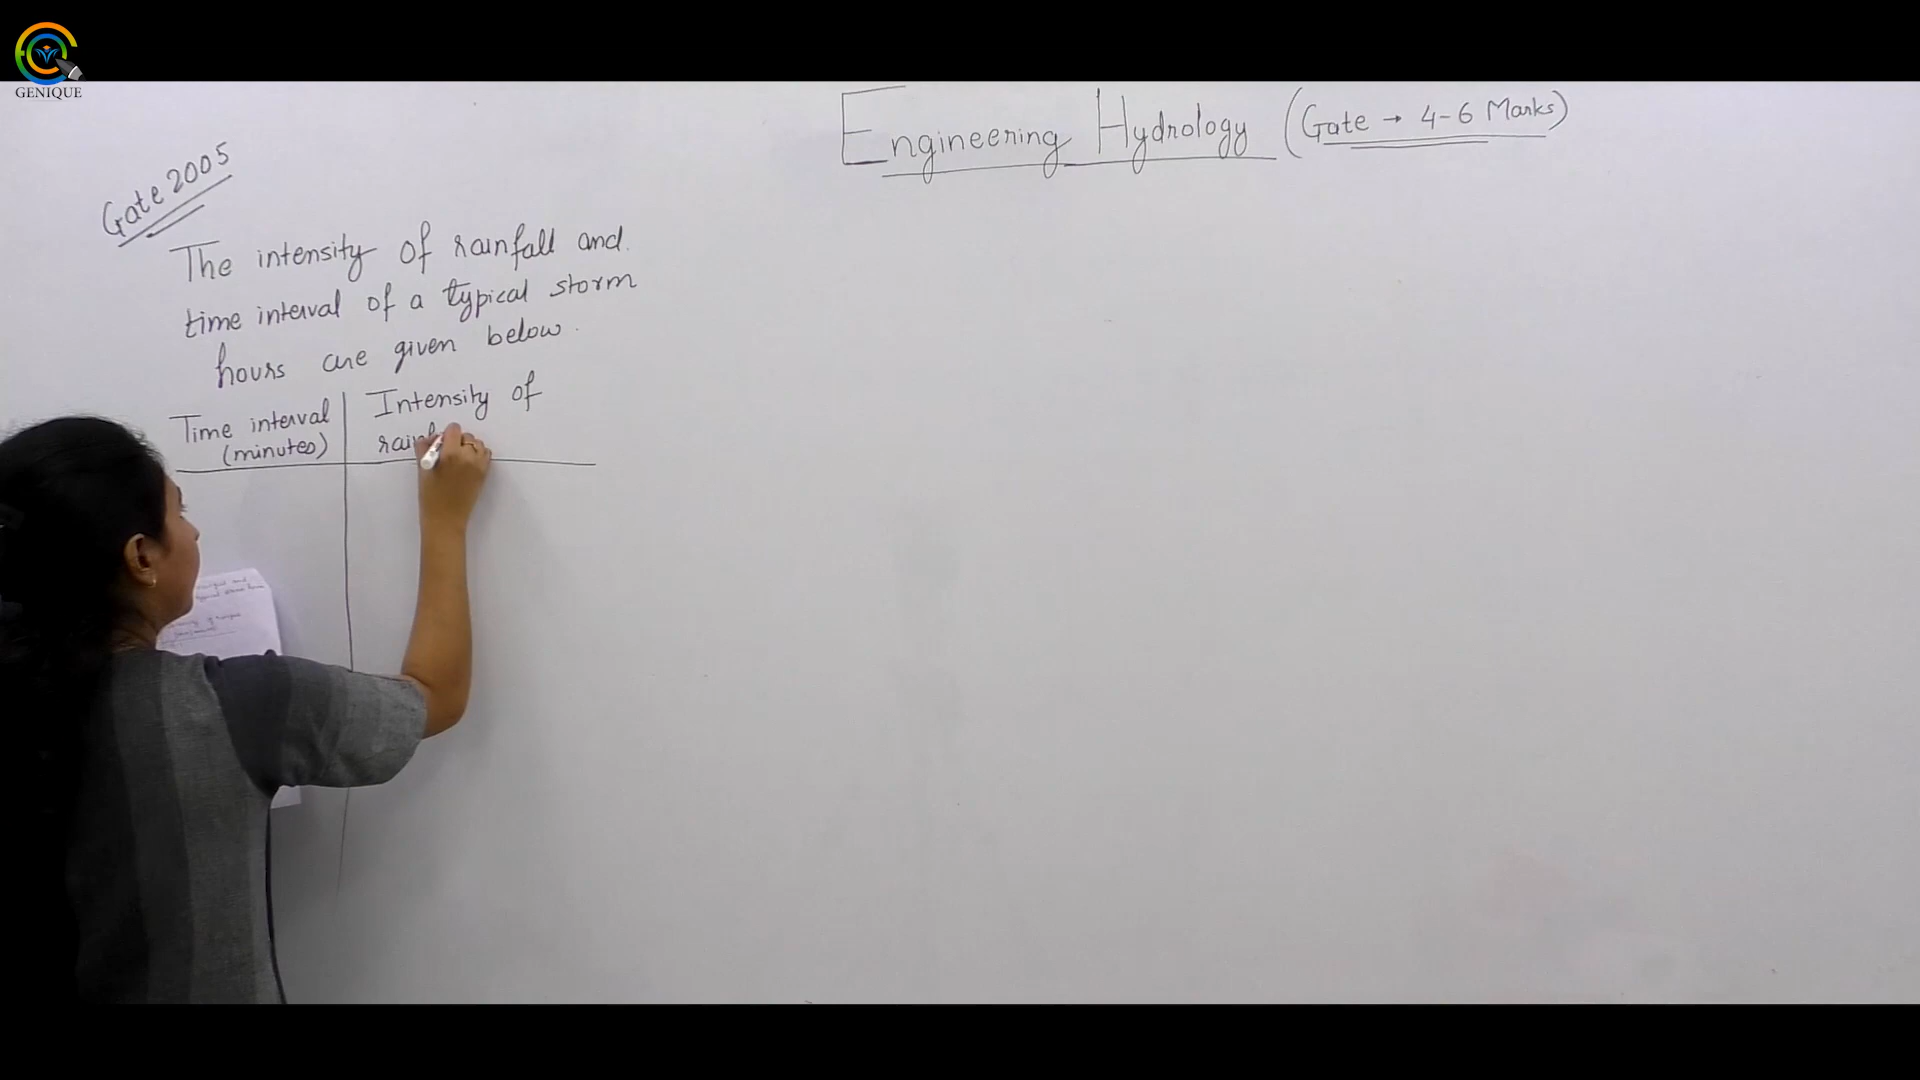 GENIQUE
Engineering Hydrology (Gate → 4-6 Marks)
Gate 2005
The intensity of rainfall and.
time interval of a typical storm
hours are given below.
Time interval
(minutes)
Intensity of